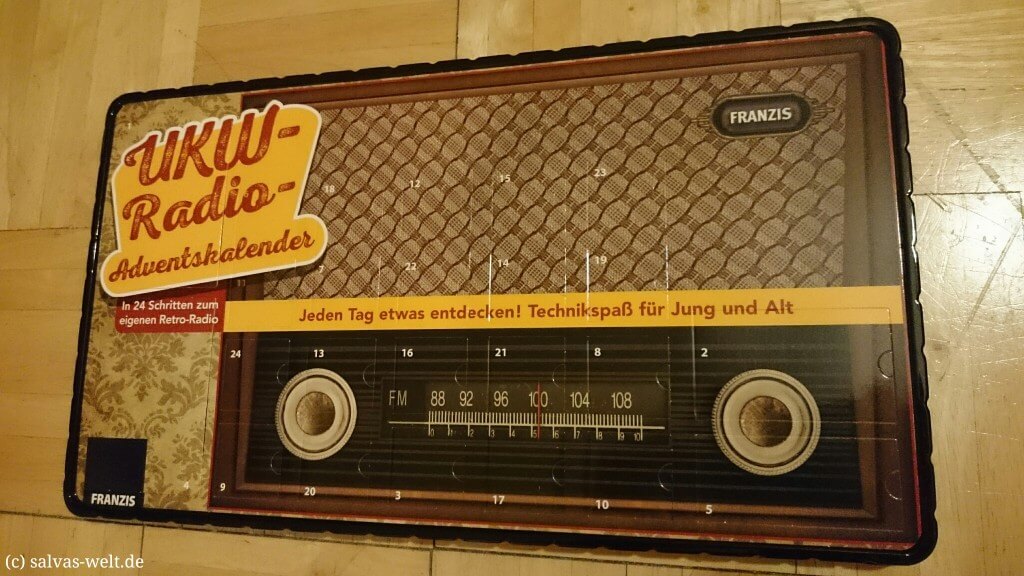 UKW-
Radio-
Adventskalender
In 24 Schritten zum
eigenen Retro-Radio
FRANZIS
1
18 12 15 23
7 22 14 19
11
Jeden Tag etwas entdecken! Technikspaß für Jung und Alt
24 13 16 21 8 2
FM 88 92 96 100 104 108
0 1 2 3 4 5 6 7 8 9 10
4 9 20 3 17 10 5
FRANZIS
(c) salvas-welt.de